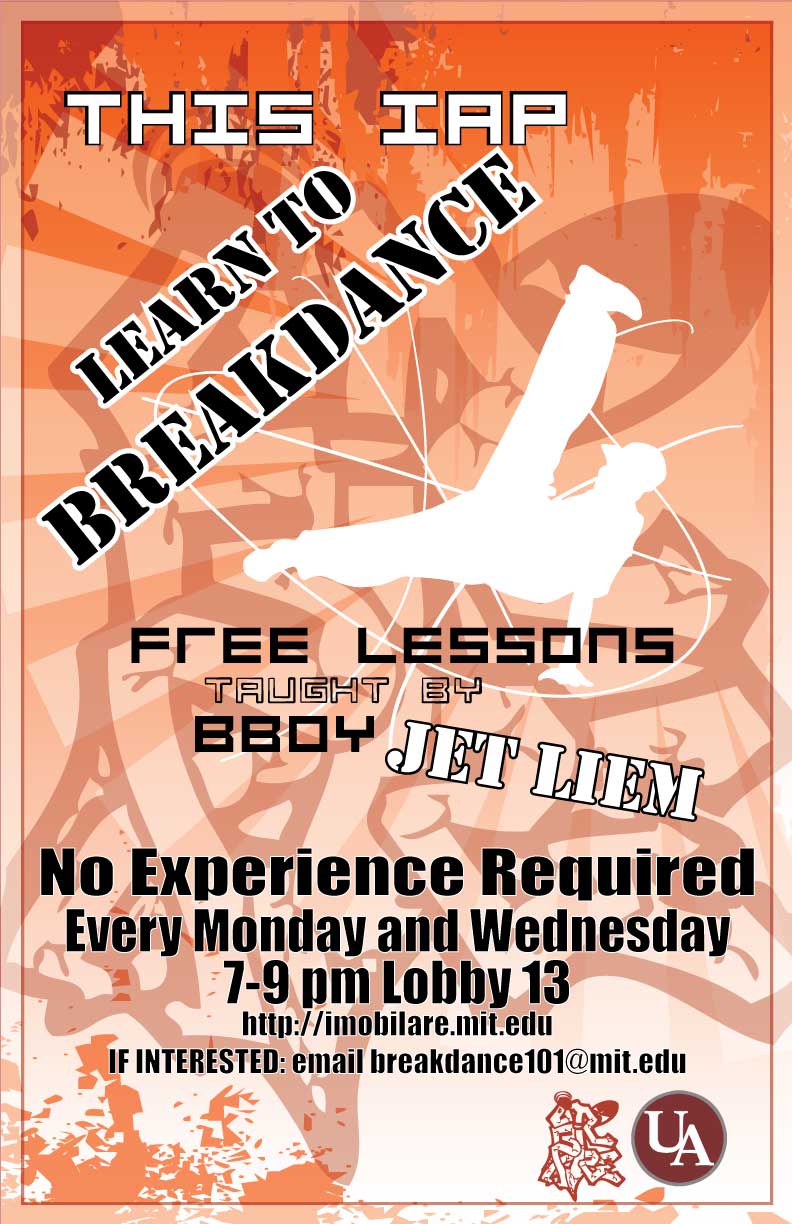 THIS IAP
LEARN TO
BREAKDANCE
FREE LESSONS
TAUGHT BY
BBOY JET LIEM
No Experience Required
Every Monday and Wednesday
7-9 pm Lobby 13
http://imobilare.mit.edu
IF INTERESTED: email breakdance101@mit.edu
UA